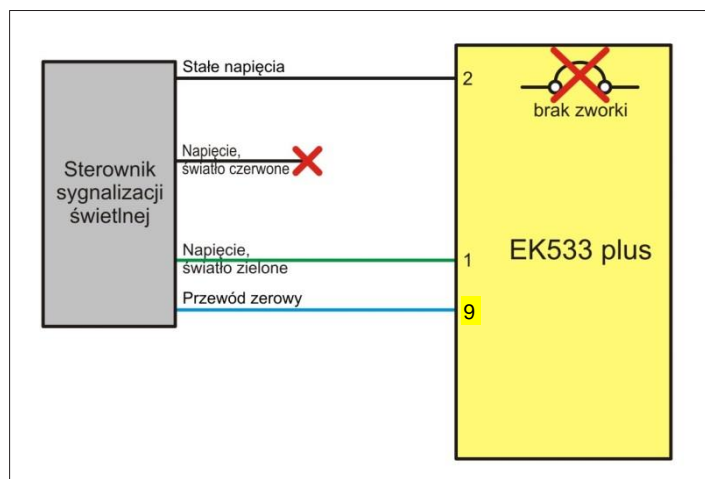 Stałe napięcia
2
brak zworki
Napięcie,
światło czerwone
Sterownik
sygnalizacji
świetlnej
Napięcie,
światło zielone
1
EK533 plus
Przewód zerowy
9